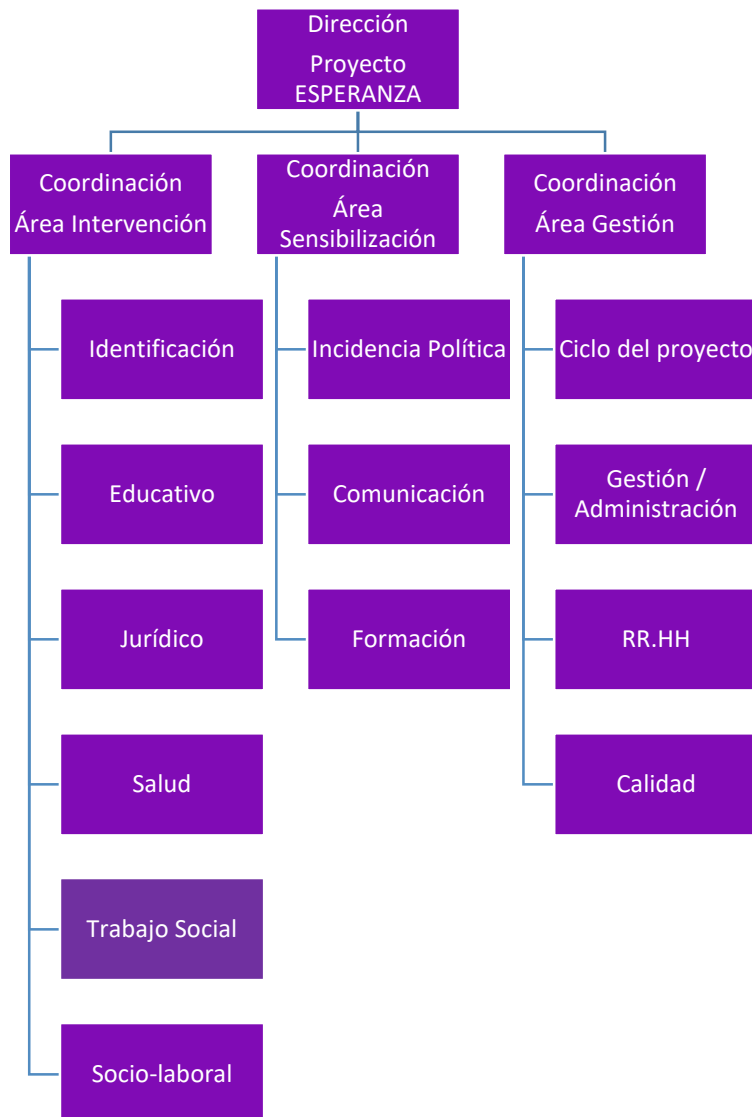 Dirección
Proyecto
ESPERANZA
Coordinación
Área Intervención
Identificación
Educativo
Jurídico
Salud
Trabajo Social
Socio-laboral
Coordinación
Área
Sensibilización
Incidencia Política
Comunicación
Formación
Coordinación
Área Gestión
Ciclo del proyecto
Gestión /
Administración
RR.HH
Calidad